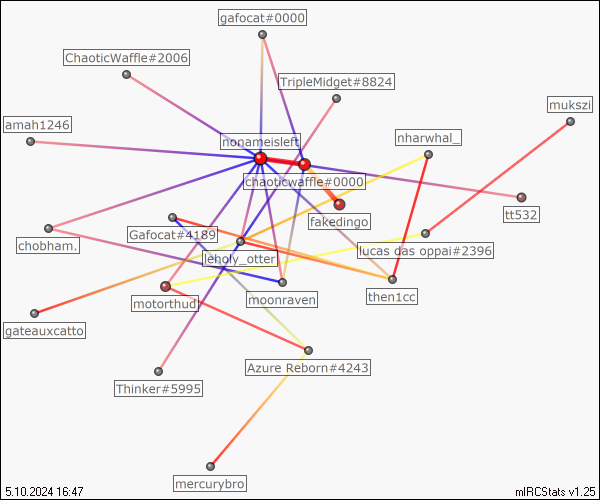 gafocat#0000
ChaoticWaffle#2006
TripleMidget#8824
mukszi
amah1246
nonameisleft
nharwhal_
chaoticwaffle#0000
tt532
fakedingo
Gafocat#4189
chobham.
lucas das oppai#2396
leholy_otter
motorthud
moonraven
then1cc
gateauxcatto
Azure Reborn#4243
Thinker#5995
mercurybro
5.10.2024 16:47
mIRCStats v1.25